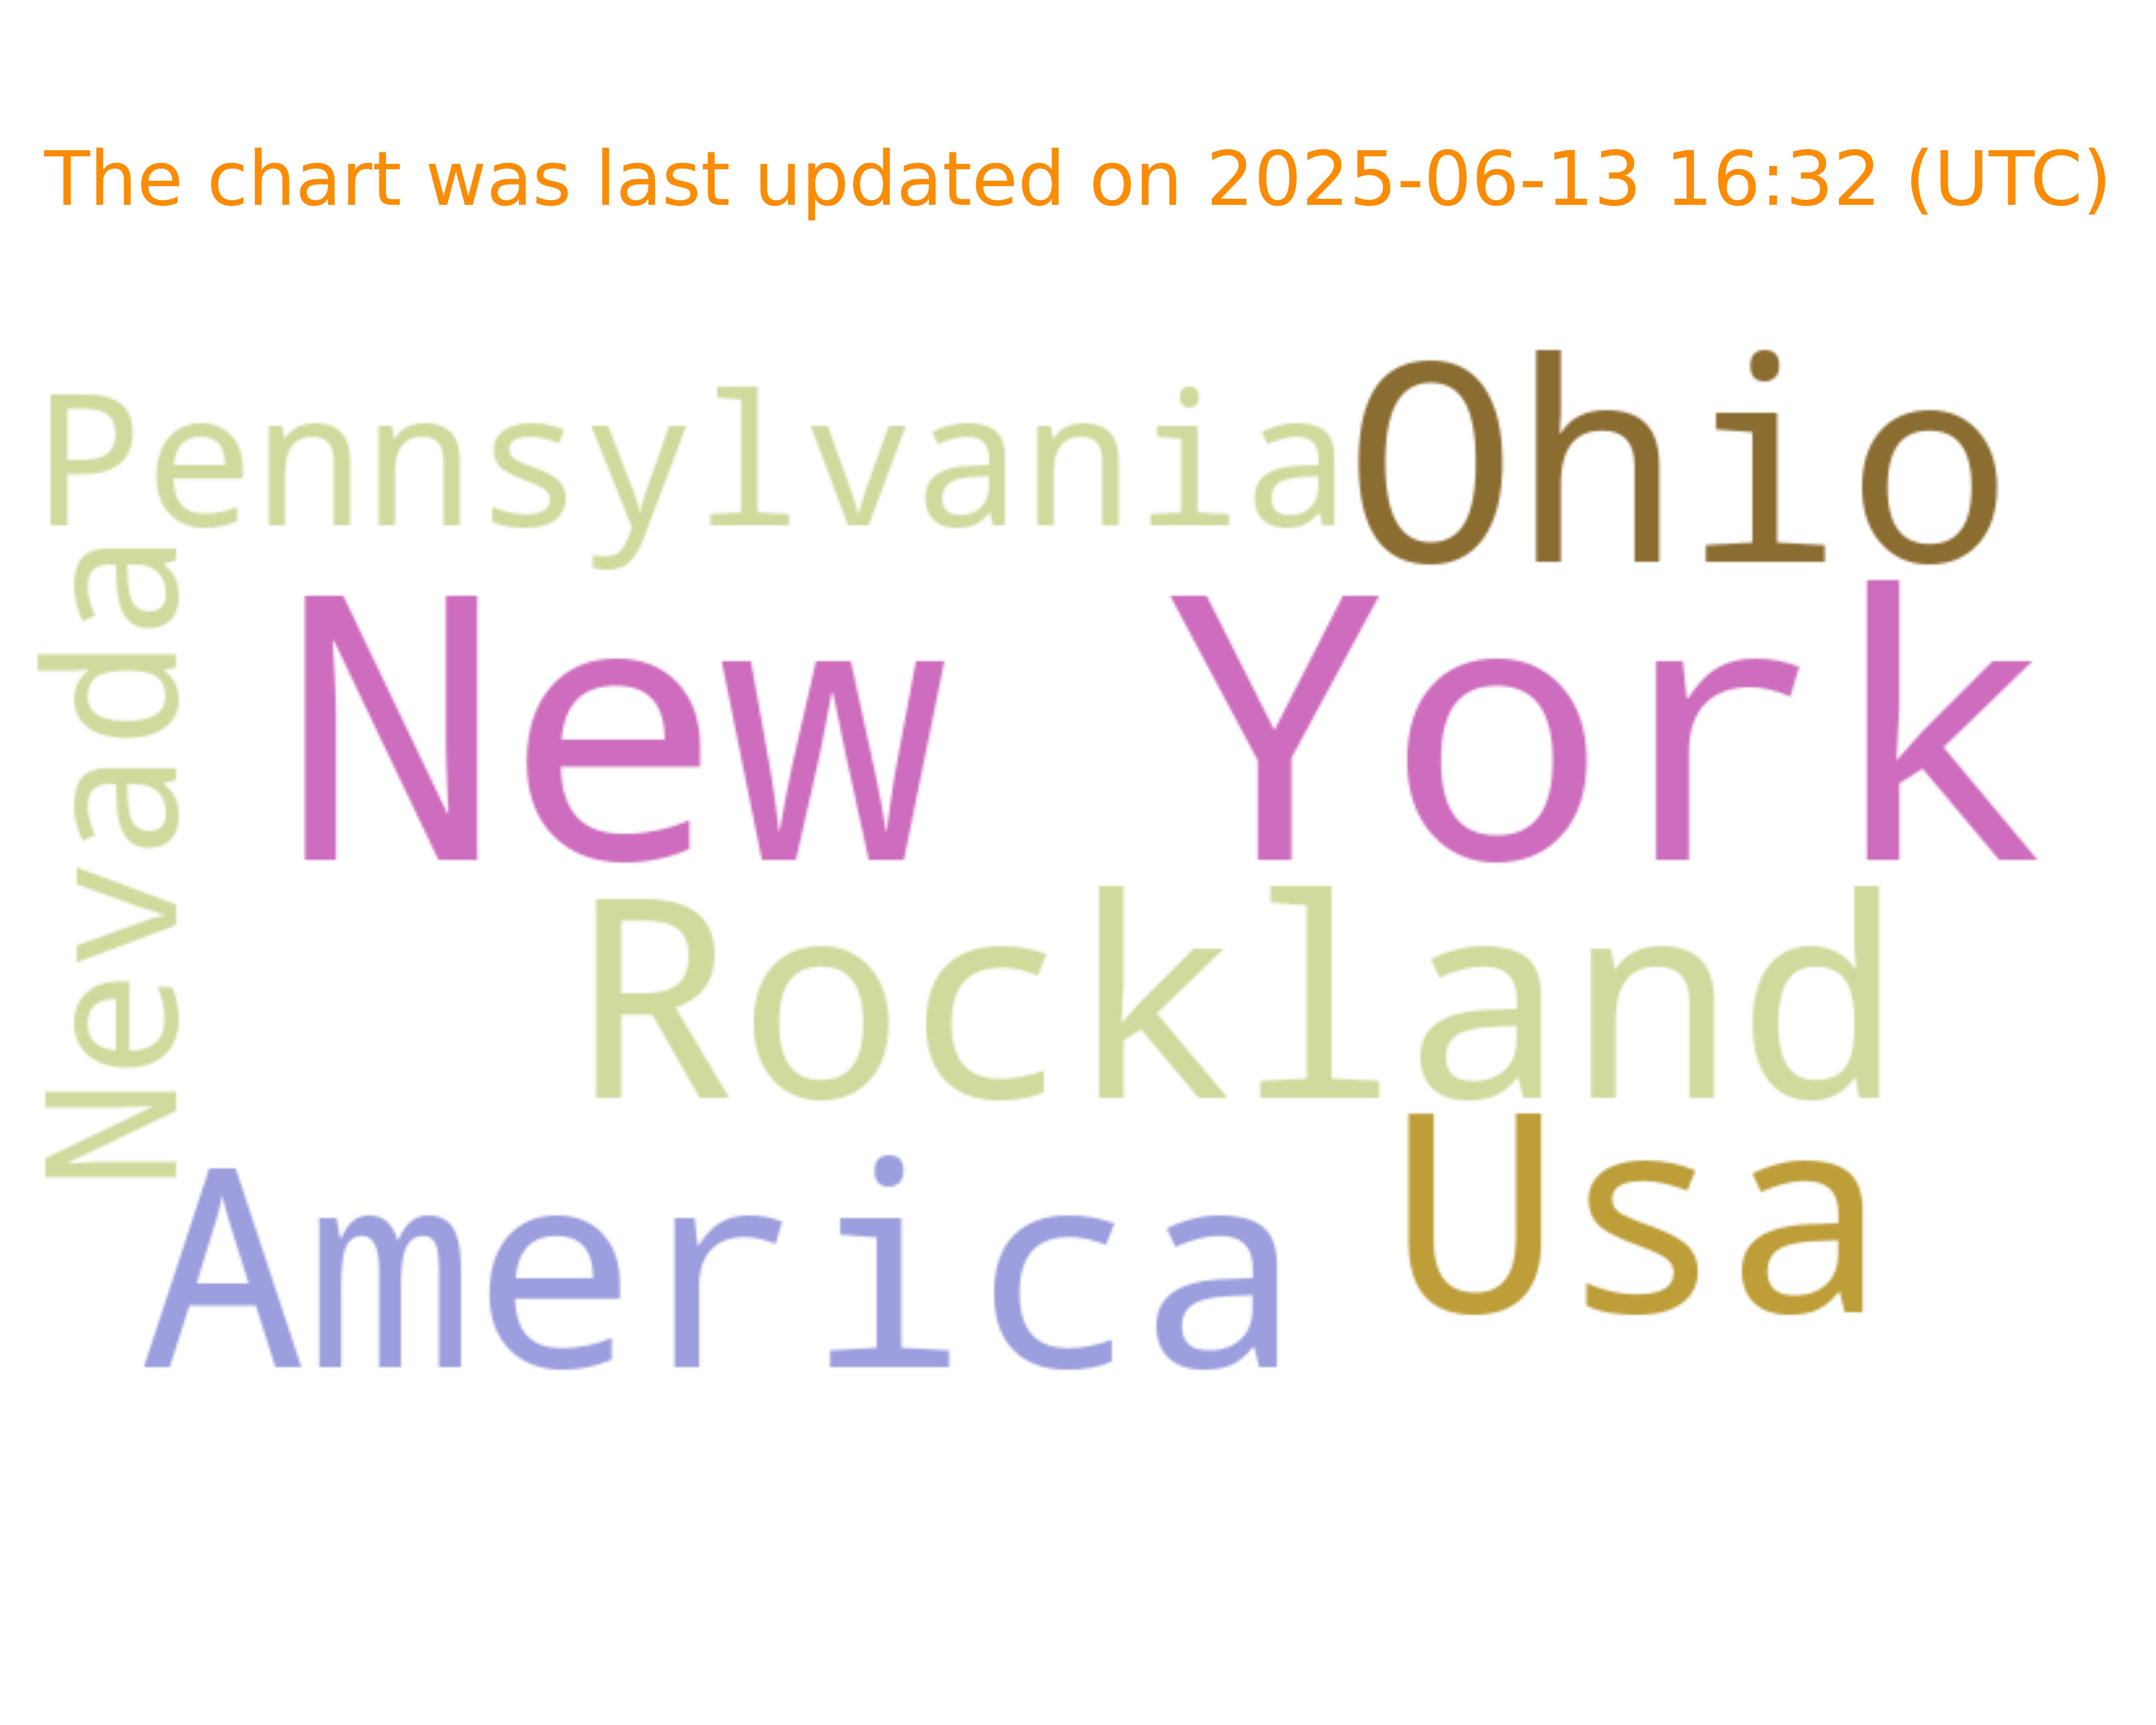 The chart was last updated on 2025-06-13 16:32 (UTC)
Pennsylvania
Ohio
Nevada
New York
Rockland
America
Usa